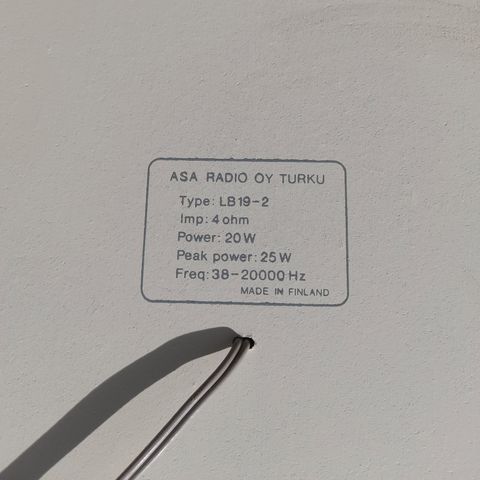 ASA RADIO OY TURKU
Type: LB19-2
Imp: 4 ohm
Power: 20 W
Peak power: 25 W
Freq: 38-20000 Hz
MADE IN FINLAND